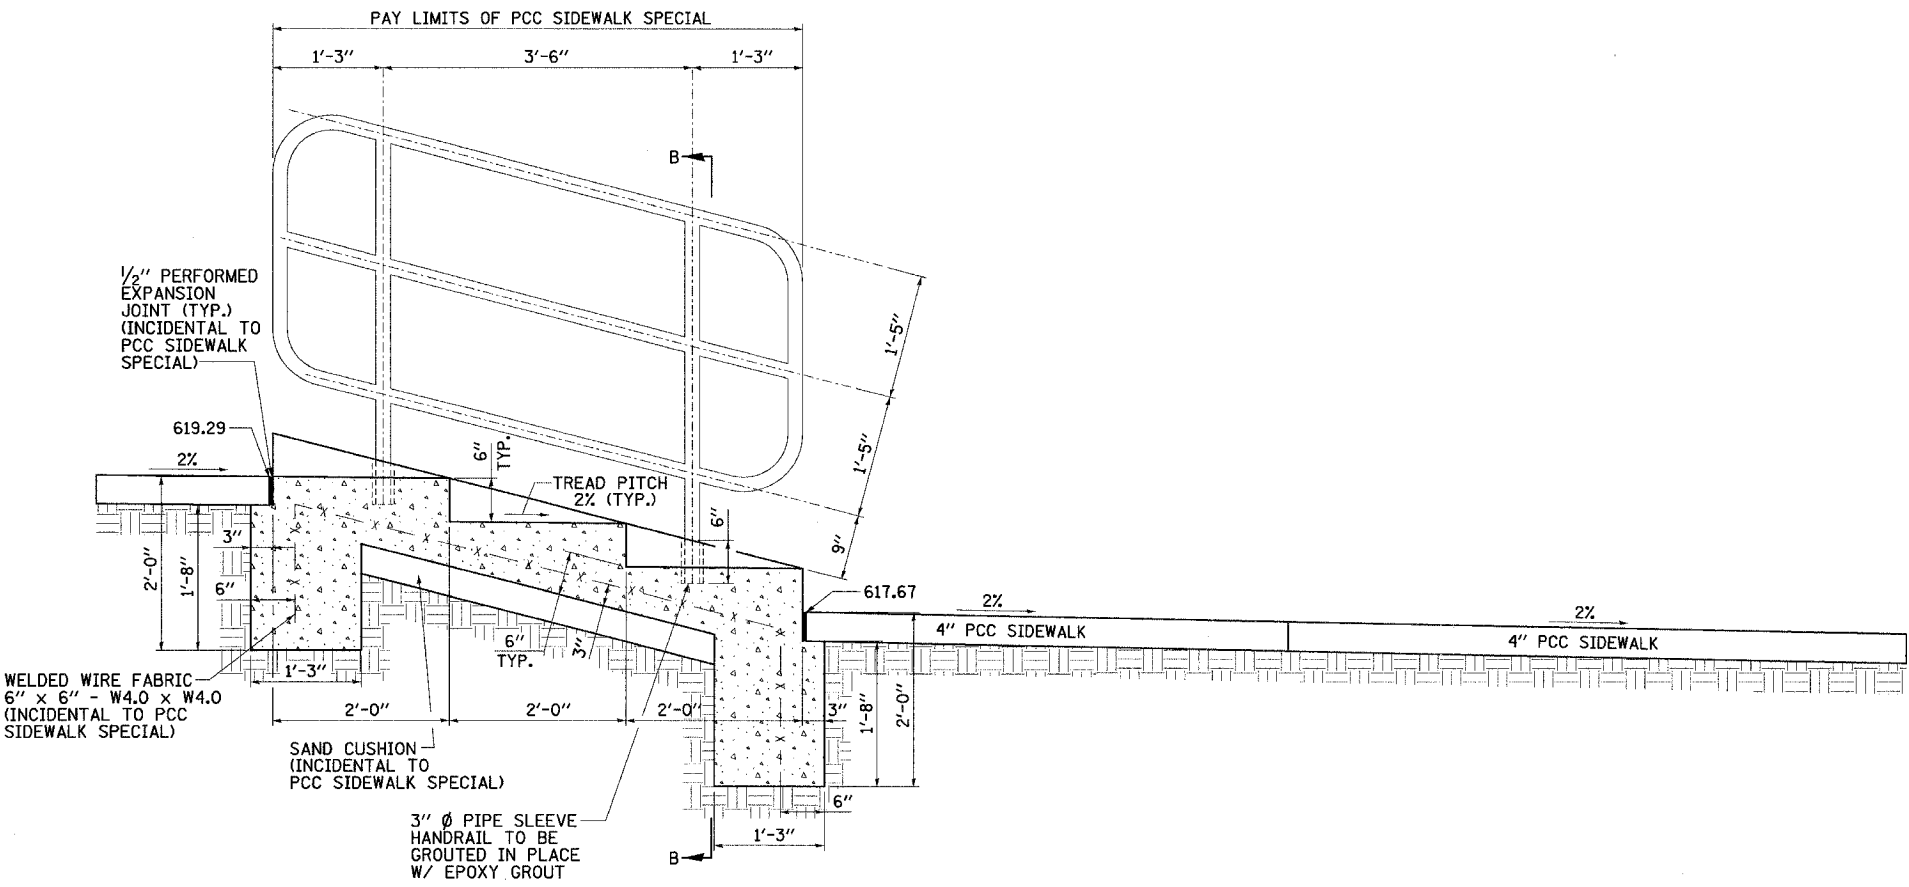 PAY LIMITS OF PCC SIDEWALK SPECIAL
1'-3"
3'-6"
1'-3"
B
1/2" PERFORMED
EXPANSION
JOINT (TYP.)
(INCIDENTAL TO
PCC SIDEWALK
SPECIAL)
1'-5"
1'-5"
9"
619.29
2%
6"
TYP.
TREAD PITCH
2% (TYP.)
6"
3"
2'-0"
1'-8"
6"
617.67
2%
2%
4" PCC SIDEWALK
4" PCC SIDEWALK
6"
TYP.
3"
1'-3"
WELDED WIRE FABRIC
6" x 6" - W4.0 x W4.0
(INCIDENTAL TO PCC
SIDEWALK SPECIAL)
2'-0"
2'-0"
2'-0"
3"
1'-8"
2'-0"
SAND CUSHION
(INCIDENTAL TO
PCC SIDEWALK SPECIAL)
6"
3" Ø PIPE SLEEVE
HANDRAIL TO BE
GROUTED IN PLACE
W/ EPOXY GROUT
1'-3"
B